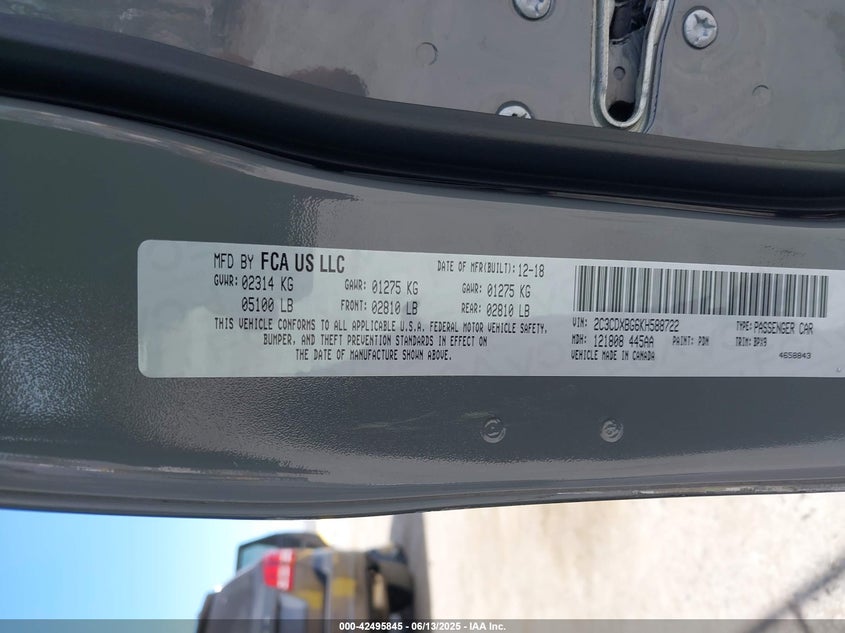 MFD BY FCA US LLC
DATE OF MFR(BUILT): 12-18
GVWR: 02314 KG
GAWR: 01275 KG
GAWR: 01275 KG
05100 LB
FRONT: 02810 LB
REAR: 02810 LB
THIS VEHICLE CONFORMS TO ALL APPLICABLE U.S.A. FEDERAL MOTOR VEHICLE SAFETY,
BUMPER, AND THEFT PREVENTION STANDARDS IN EFFECT ON
THE DATE OF MANUFACTURE SHOWN ABOVE.
VIN: 2C3CDXBG6KH588722
TYPE: PASSENGER CAR
MDH: 121808 445AA
PAINT: PDN
TRIM: BPX9
VEHICLE MADE IN CANADA
4658843
000-42495845 - 06/13/2025 - IAA Inc.